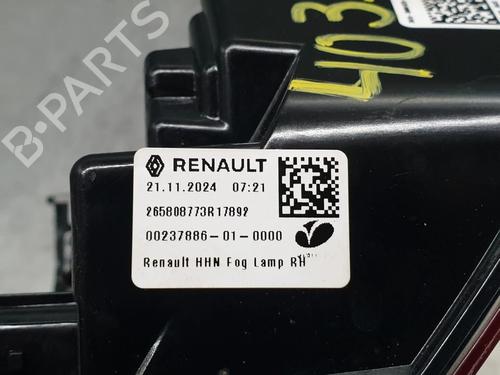 403
RENAULT
21.11.2024 07:21
265808773R17892
00237886-01-0000
Renault HHN Fog Lamp RH
B-PARTS